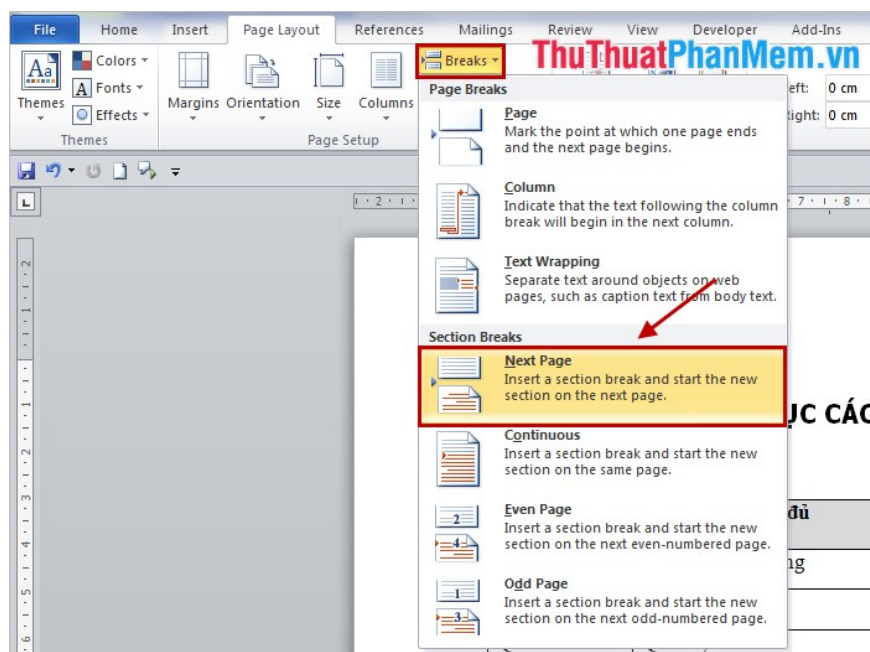 File Home Insert Page Layout References Mailings Review View Developer Add-Ins
Colors
Breaks
ThuThuatPhanMem.vn
Aa
A Fonts
Themes
Effects
Margins Orientation Size Columns
eft: 0 cm
Right: 0 cm
Themes
Page Setup
Page Breaks
Page
Mark the point at which one page ends
and the next page begins.
Column
Indicate that the text following the column
break will begin in the next column.
Text Wrapping
Separate text around objects on web
pages, such as caption text from body text.
Section Breaks
Next Page
Insert a section break and start the new
section on the next page.
Continuous
Insert a section break and start the new
section on the same page.
Even Page
Insert a section break and start the new
section on the next even-numbered page.
Odd Page
Insert a section break and start the new
section on the next odd-numbered page.
ỤC CÁC
đủ
ng